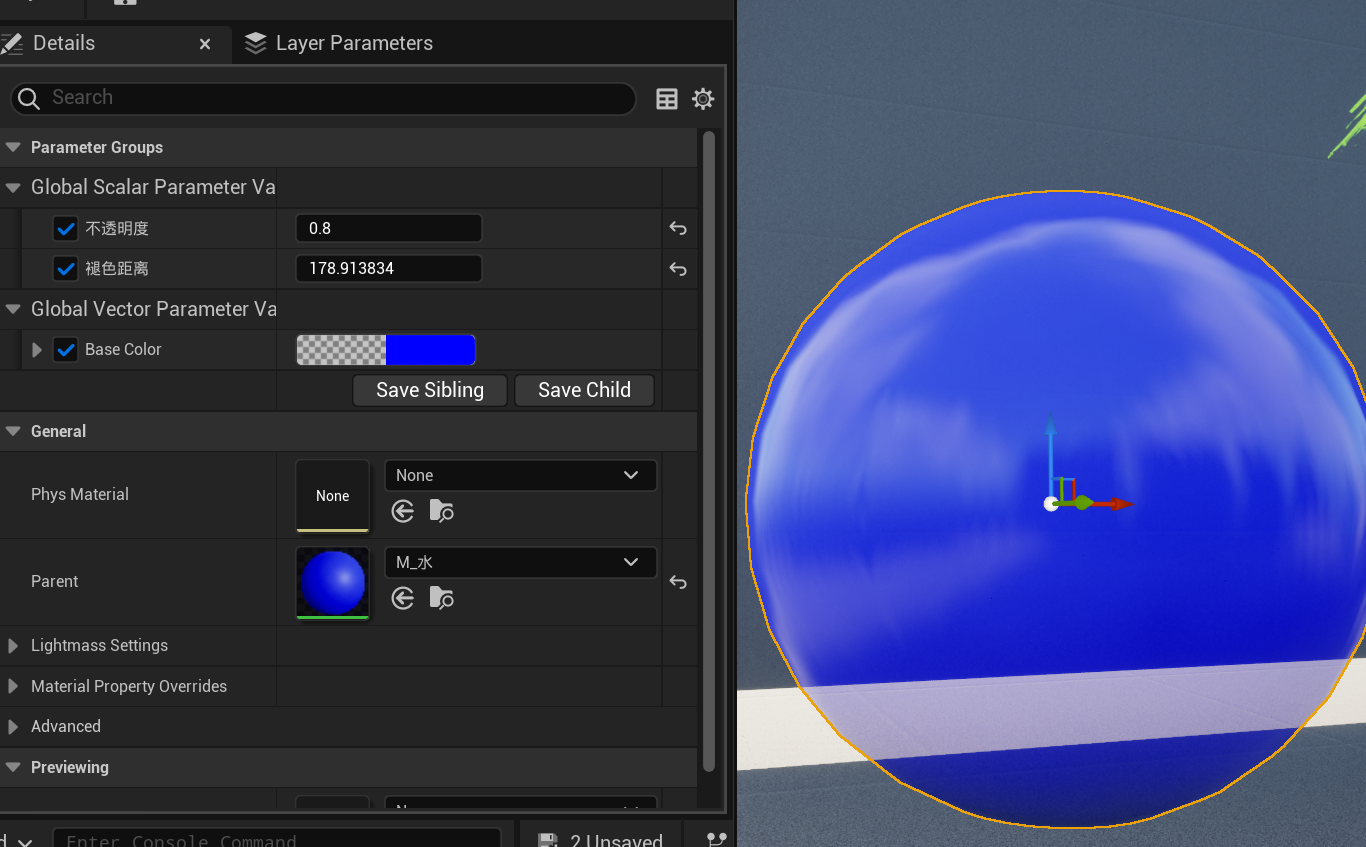 Details
Layer Parameters
Search
Parameter Groups
Global Scalar Parameter Va
不透明度
0.8
褪色距离
178.913834
Global Vector Parameter Va
Base Color
Save Sibling
Save Child
General
Phys Material
None
None
Parent
M_水
Lightmass Settings
Material Property Overrides
Advanced
Previewing
Enter Console Command
2 Unsaved